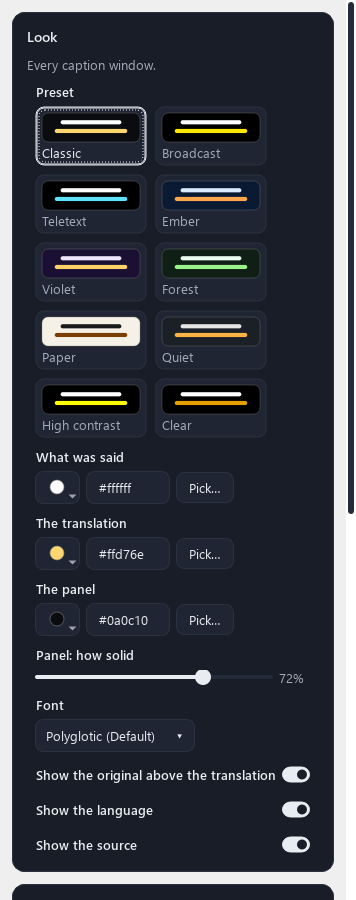 Look
Every caption window.
Preset
Classic
Broadcast
Teletext
Ember
Violet
Forest
Paper
Quiet
High contrast
Clear
What was said
#ffffff
Pick...
The translation
#ffd76e
Pick...
The panel
#0a0c10
Pick...
Panel: how solid
72%
Font
Polyglotic (Default)
Show the original above the translation
Show the language
Show the source